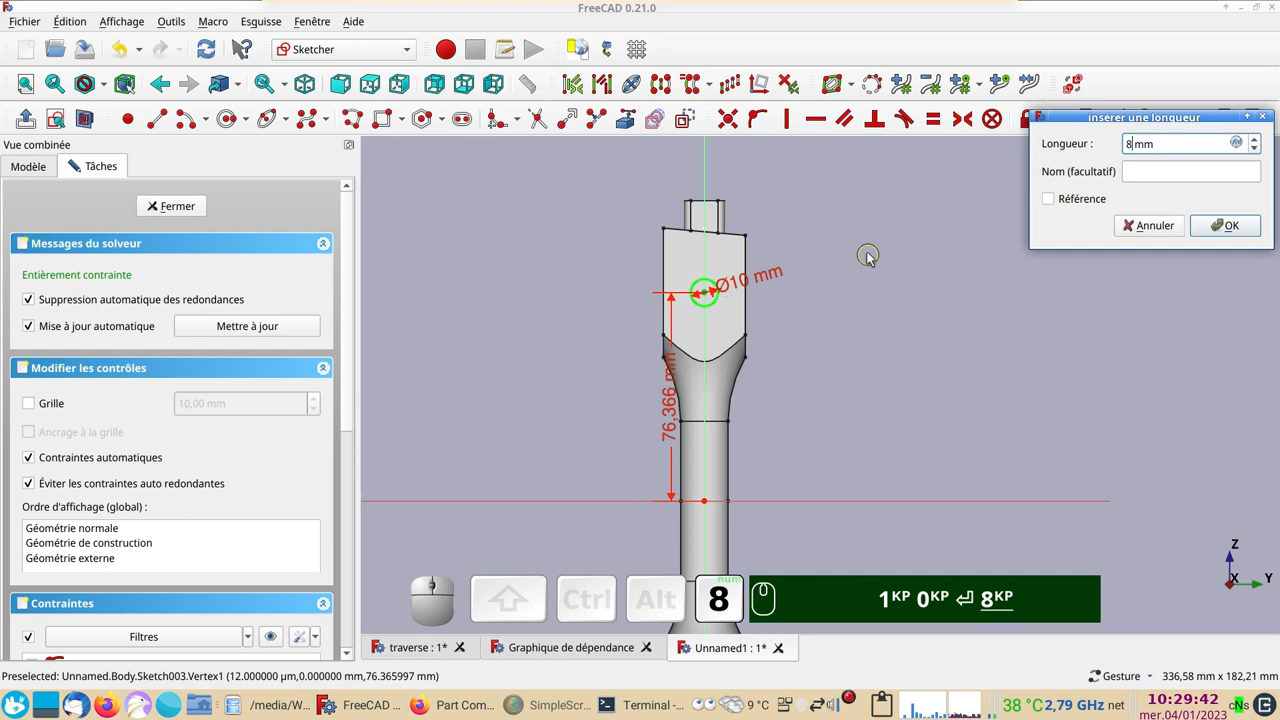 FreeCAD 0.21.0
Fichier Édition Affichage Outils Macro Esguisse Fenêtre Aide
Sketcher
Vue combinée
Modèle Tâches
Fermer
Messages du solveur
Entièrement contrainte
Suppression automatique des redondances
Mise à jour automatique Mettre à jour
Modifier les contrôles
Grille 10,00 mm
Ancrage à la grille
Contraintes automatiques
Éviter les contraintes auto redondantes
Ordre d'affichage (global) :
Géométrie normale
Géométrie de construction
Géométrie externe
Contraintes
Filtres
insérer une longueur
Longueur : 8 mm
Nom (facultatif)
Référence
Annuler OK
Ø10 mm
76,366 mm
Z
X Y
Ctrl Alt num 8 1KP 0KP ⏎ 8KP
traverse : 1* Graphique de dépendance Unnamed1 : 1*
Preselected: Unnamed.Body.Sketch003.Vertex1 (12.000000 µm,0.000000 mm,76.365997 mm) Gesture 336,58 mm x 182,21 mm
/media/W... FreeCAD ... Part Com... SimpleScr... Terminal -... 9 °C 38 °C 2,79 GHz net 10:29:42 cNs
mer.04/01/2023